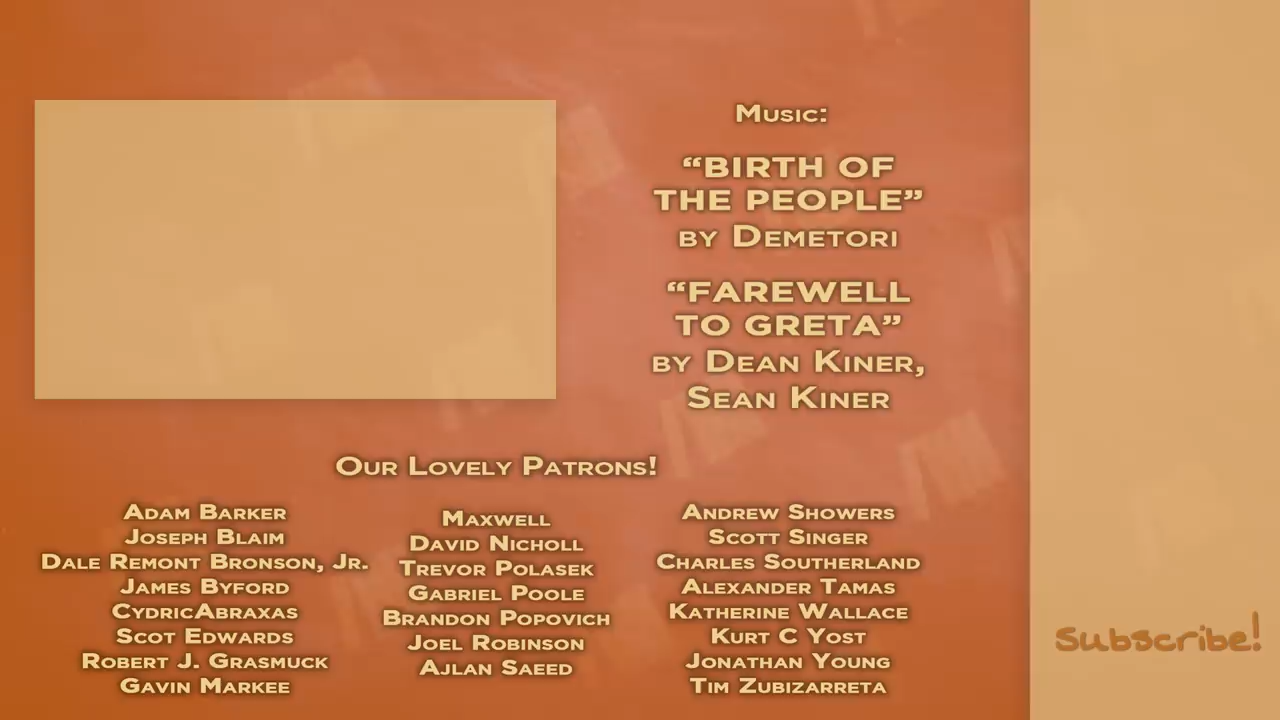 Music:
“BIRTH OF
THE PEOPLE”
by Demetori
“FAREWELL
TO GRETA”
by Dean Kiner,
Sean Kiner
Our Lovely Patrons!
Adam Barker
Joseph Blaim
Dale Remont Bronson, Jr.
James Byford
CydricAbraxas
Scot Edwards
Robert J. Grasmuck
Gavin Markee
Maxwell
David Nicholl
Trevor Polasek
Gabriel Poole
Brandon Popovich
Joel Robinson
Ajlan Saeed
Andrew Showers
Scott Singer
Charles Southerland
Alexander Tamas
Katherine Wallace
Kurt C Yost
Jonathan Young
Tim Zubizarreta
Subscribe!